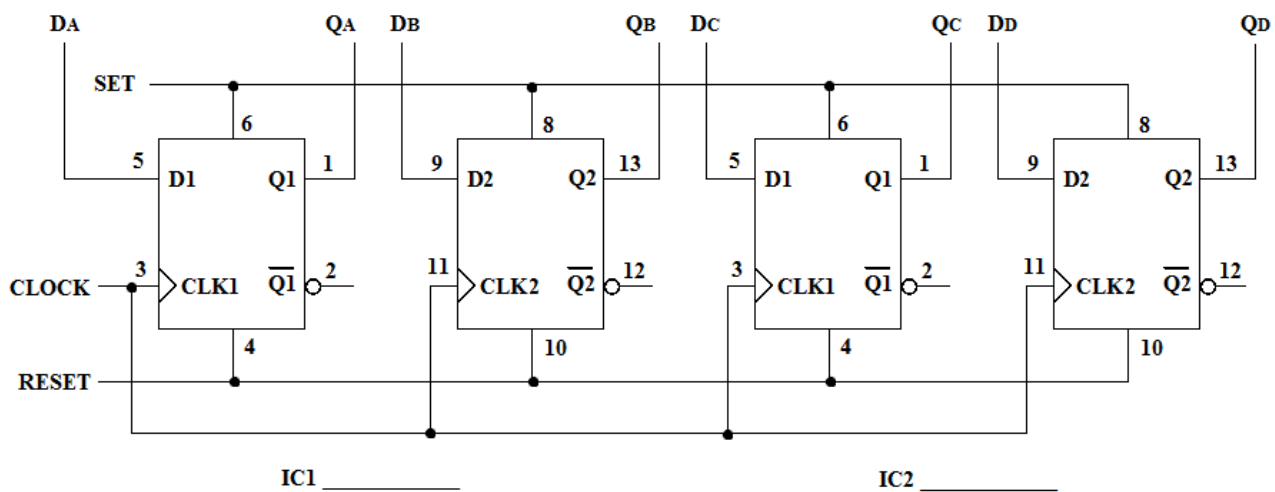 DA QA DB QB DC QC DD QD
SET
6 8 6 8
5 D1 Q1 1 9 D2 Q2 13 5 D1 Q1 1 9 D2 Q2 13
CLOCK 3 CLK1 Q1 2 11 CLK2 Q2 12 3 CLK1 Q1 2 11 CLK2 Q2 12
4 10 4 10
RESET
IC1 ____________ IC2 ____________